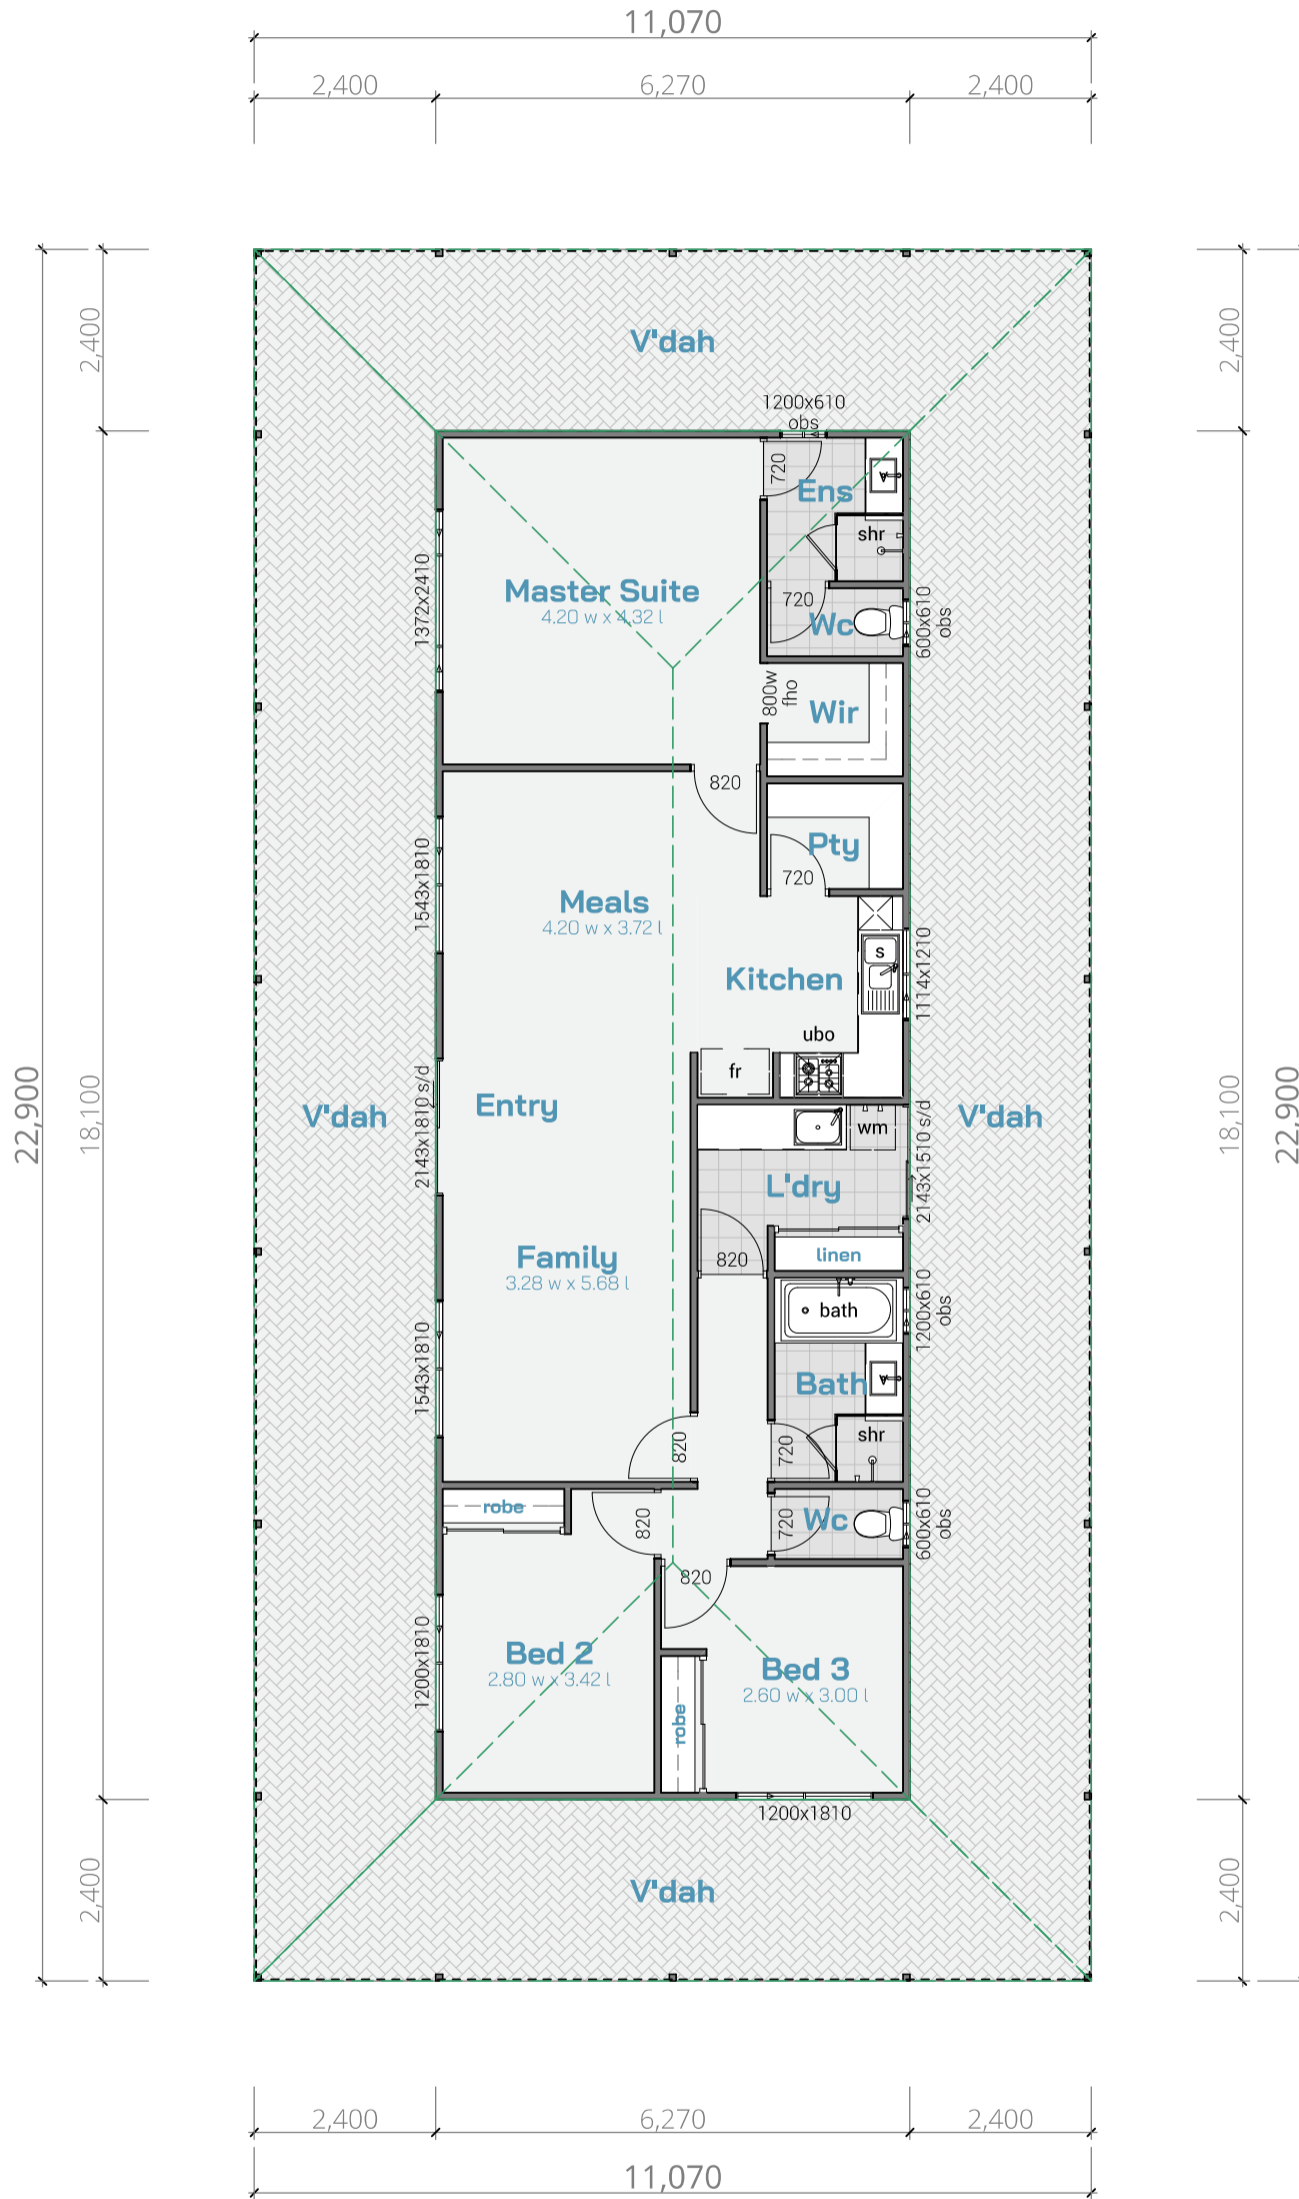 11,070
2,400
6,270
2,400
2,400
2,400
V'dah
1200x610
obs
720
Ens
shr
1372x2410
Master Suite
4.20 w x 4.32 l
720
Wc
600x610
obs
800w
fho
Wir
820
Pty
720
1543x1810
Meals
4.20 w x 3.72 l
Kitchen
s
1114x1210
ubo
fr
22,900
18,100
V'dah
2143x1810 s/d
Entry
wm
2143x1510 s/d
V'dah
18,100
22,900
L'dry
Family
3.28 w x 5.68 l
820
linen
bath
1200x610
obs
1543x1810
Bath
shr
820
720
robe
820
720
Wc
600x610
obs
820
1200x1810
Bed 2
2.80 w x 3.42 l
Bed 3
2.60 w x 3.00 l
robe
1200x1810
2,400
V'dah
2,400
2,400
6,270
2,400
11,070